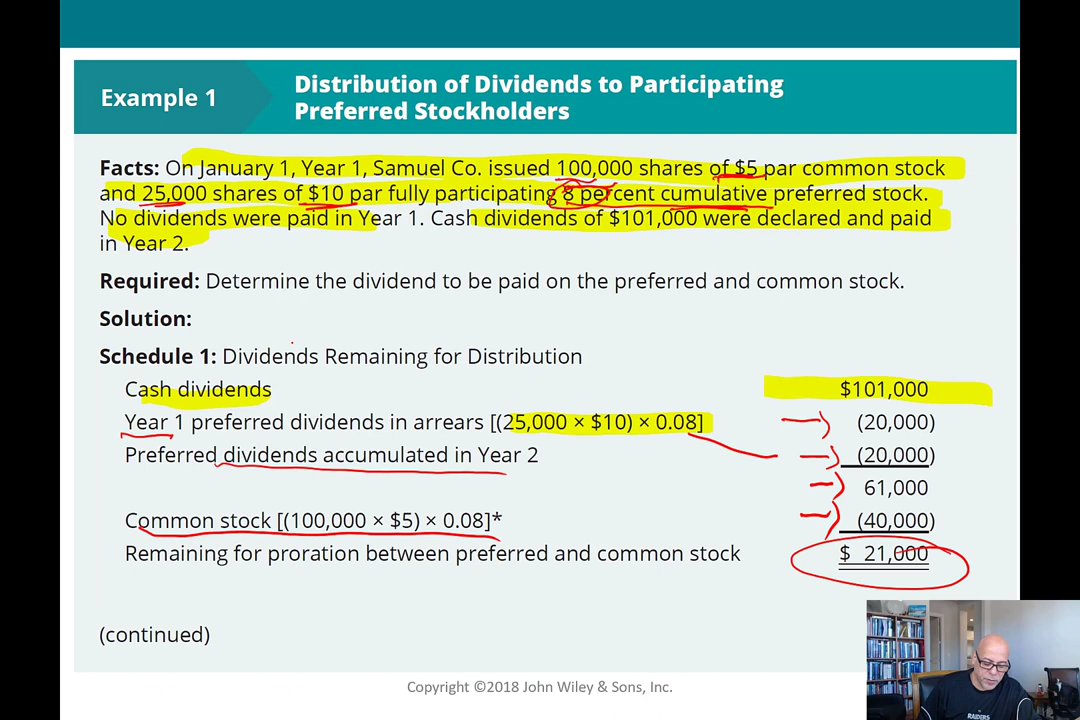 Example 1
Distribution of Dividends to Participating
Preferred Stockholders
Facts: On January 1, Year 1, Samuel Co. issued 100,000 shares of $5 par common stock
and 25,000 shares of $10 par fully participating 8 percent cumulative preferred stock.
No dividends were paid in Year 1. Cash dividends of $101,000 were declared and paid
in Year 2.
Required: Determine the dividend to be paid on the preferred and common stock.
Solution:
Schedule 1: Dividends Remaining for Distribution
Cash dividends $101,000
Year 1 preferred dividends in arrears [(25,000 × $10) × 0.08] (20,000)
Preferred dividends accumulated in Year 2 (20,000)
61,000
Common stock [(100,000 × $5) × 0.08]* (40,000)
Remaining for proration between preferred and common stock $ 21,000
(continued)
Copyright ©2018 John Wiley & Sons, Inc.
RAIDERS